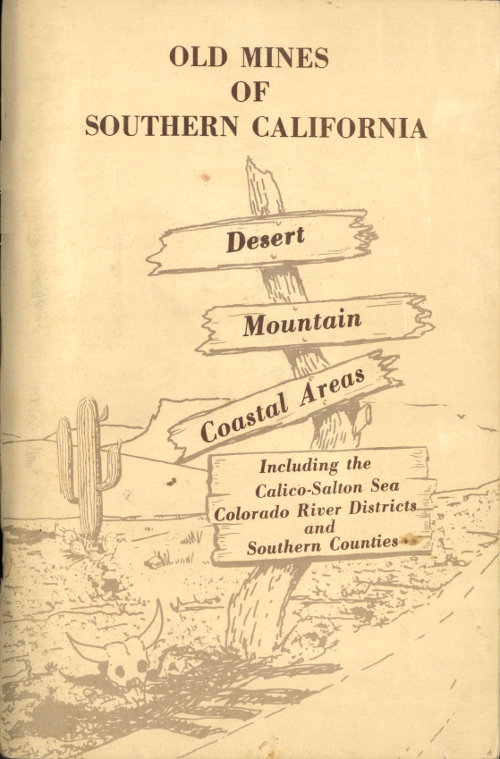 OLD MINES
OF
SOUTHERN CALIFORNIA
Desert
Mountain
Coastal Areas
Including the
Calico-Salton Sea
Colorado River Districts
and
Southern Counties